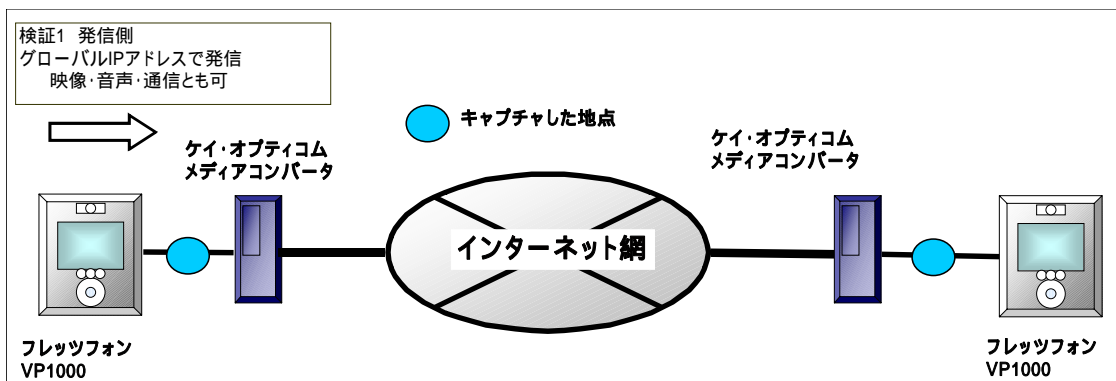 検証1 発信側
グローバルIPアドレスで発信
映像･音声･通信とも可
キャプチャした地点
ケイ･オプティコム
メディアコンバータ
ケイ･オプティコム
メディアコンバータ
インターネット網
フレッツフォン
VP1000
フレッツフォン
VP1000